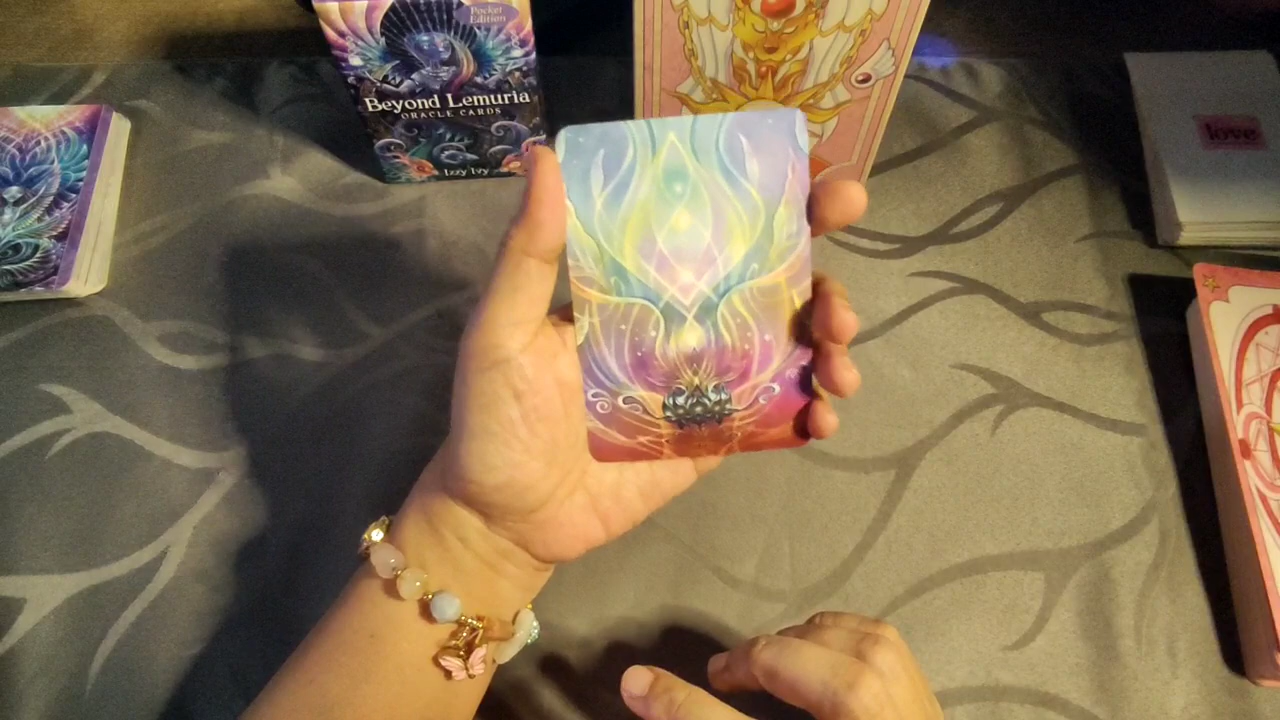 Pocket
Edition
Beyond Lemuria
ORACLE CARDS
Izzy Ivy
love